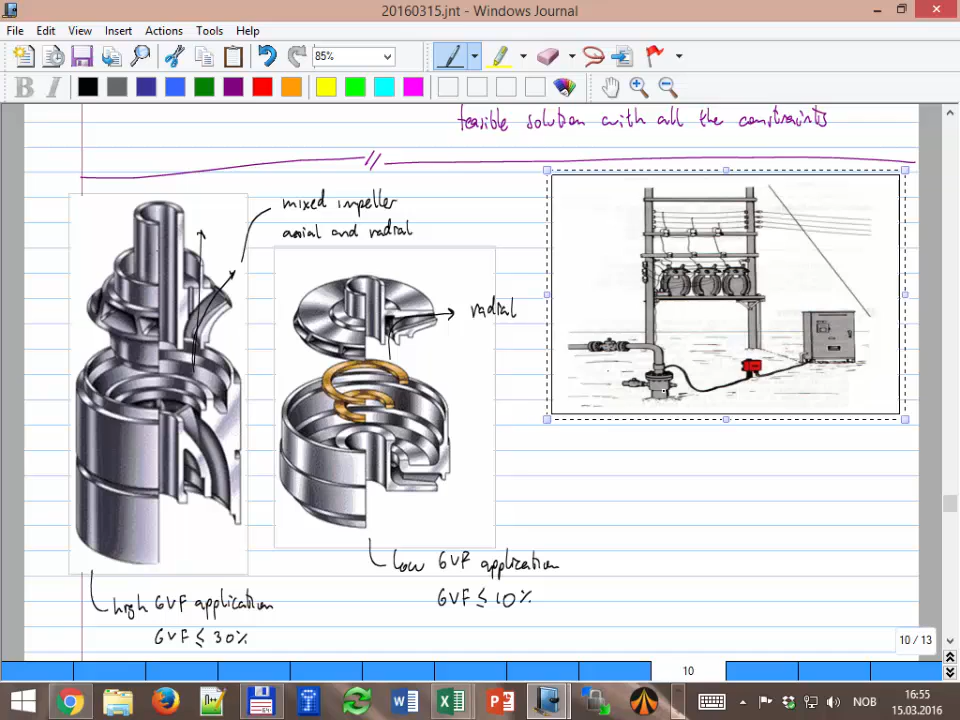 20160315.jnt - Windows Journal
File Edit View Insert Actions Tools Help
85%
B I
feasible solution with all the constraints
mixed impeller
axial and radial
radial
low GVF application
GVF ≤ 10%
high GVF application
GVF ≤ 30%
10 / 13
10
NOB
16:55
15.03.2016